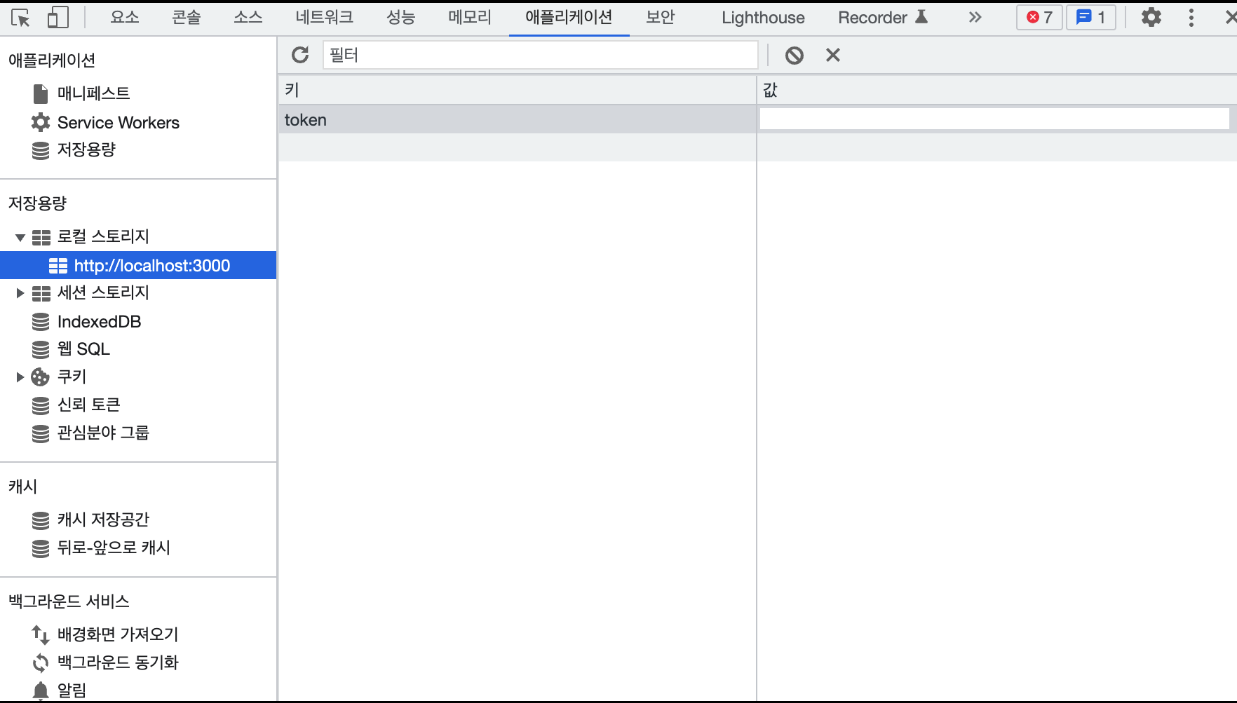 요소 콘솔 소스 네트워크 성능 메모리 애플리케이션 보안 Lighthouse Recorder 7 1
애플리케이션
매니페스트
Service Workers
저장용량
저장용량
로컬 스토리지
http://localhost:3000
세션 스토리지
IndexedDB
웹 SQL
쿠키
신뢰 토큰
관심분야 그룹
캐시
캐시 저장공간
뒤로-앞으로 캐시
백그라운드 서비스
배경화면 가져오기
백그라운드 동기화
알림
필터
키 값
token